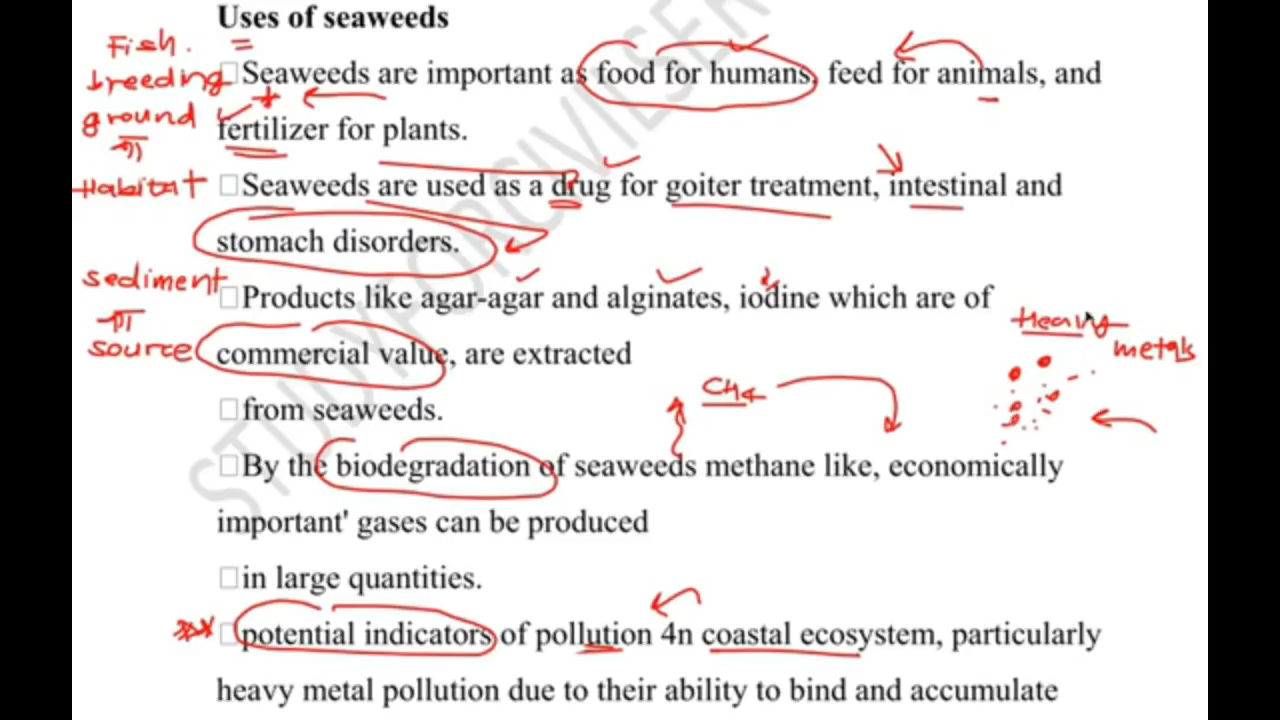 Uses of seaweeds
Fish
breeding
ground
Habitat
sediment
source
□Seaweeds are important as food for humans, feed for animals, and
fertilizer for plants.
□Seaweeds are used as a drug for goiter treatment, intestinal and
stomach disorders.
□Products like agar-agar and alginates, iodine which are of
commercial value, are extracted
□from seaweeds.
Heavy
metals
CH4
□By the biodegradation of seaweeds methane like, economically
important' gases can be produced
□in large quantities.
□potential indicators of pollution 4n coastal ecosystem, particularly
heavy metal pollution due to their ability to bind and accumulate
STUDYFORCIVILSER